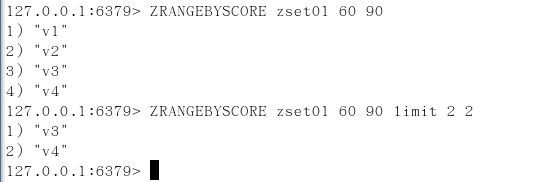 127.0.0.1:6379> ZRANGEBYSCORE zset01 60 90
1) "v1"
2) "v2"
3) "v3"
4) "v4"
127.0.0.1:6379> ZRANGEBYSCORE zset01 60 90 limit 2 2
1) "v3"
2) "v4"
127.0.0.1:6379>